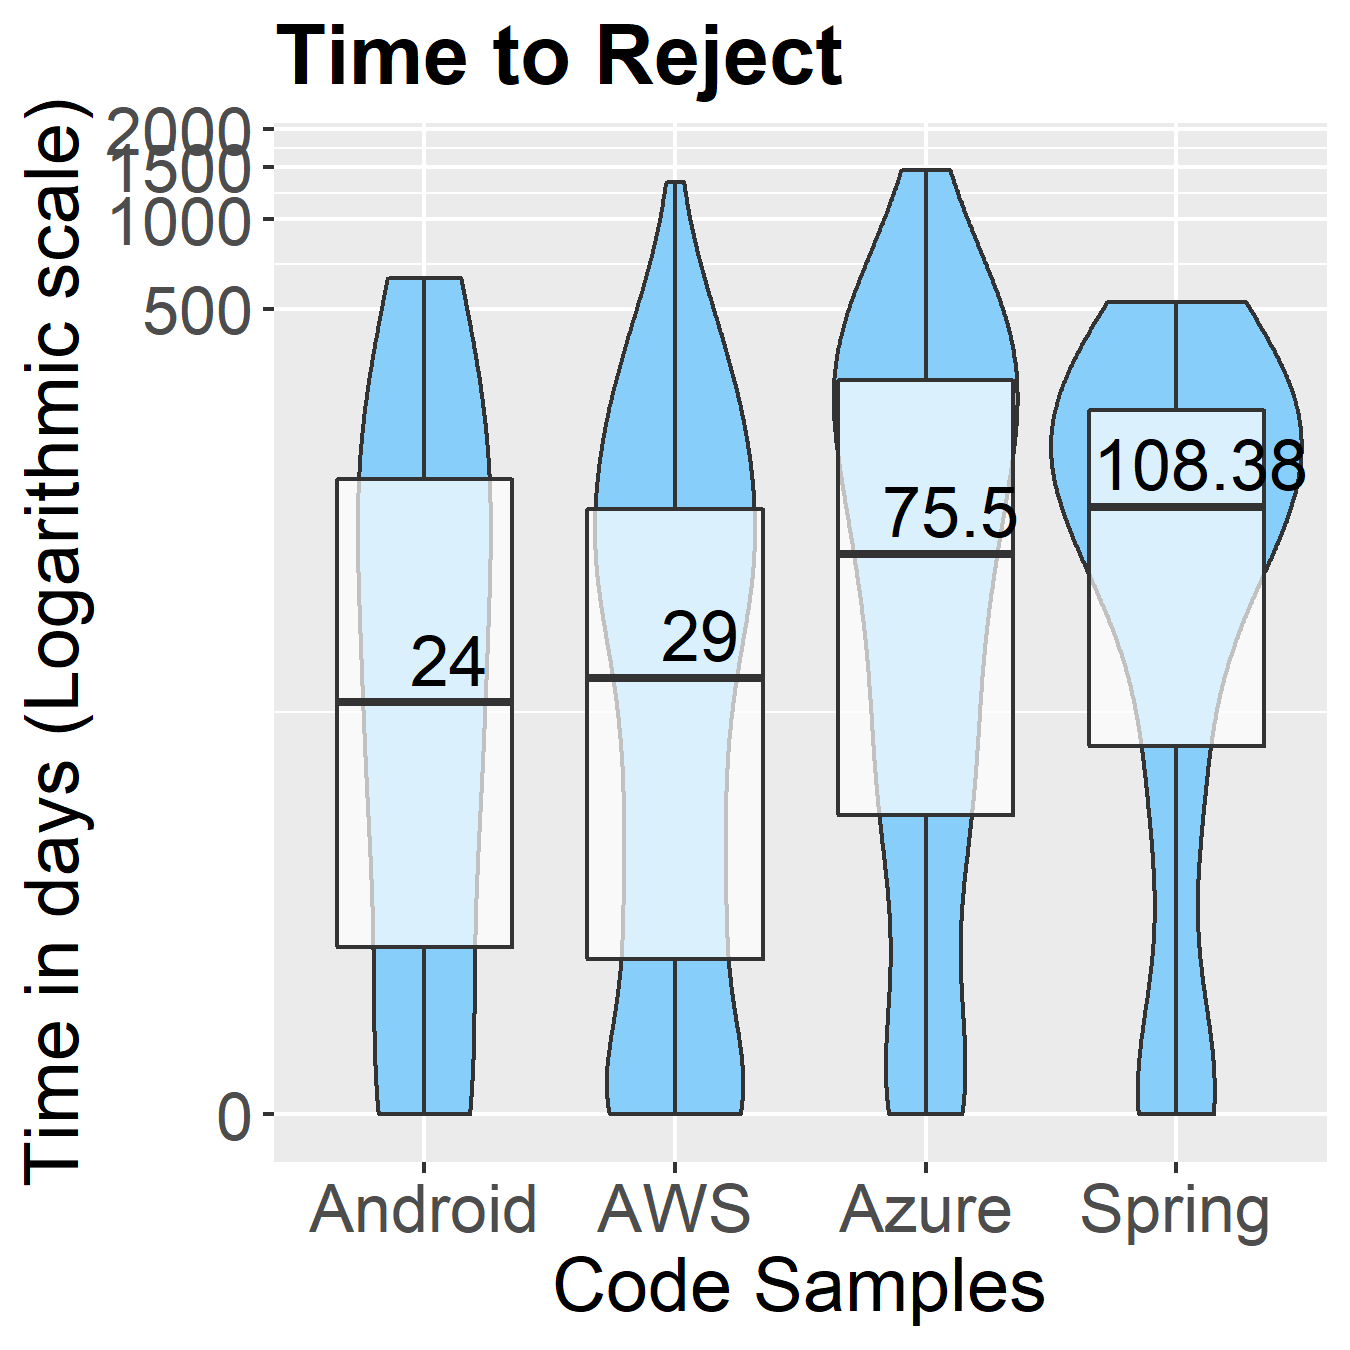 Time to Reject
Time in days (Logarithmic scale)
2000
1500
1000
500
0
24
29
75.5
108.38
Android AWS Azure Spring
Code Samples